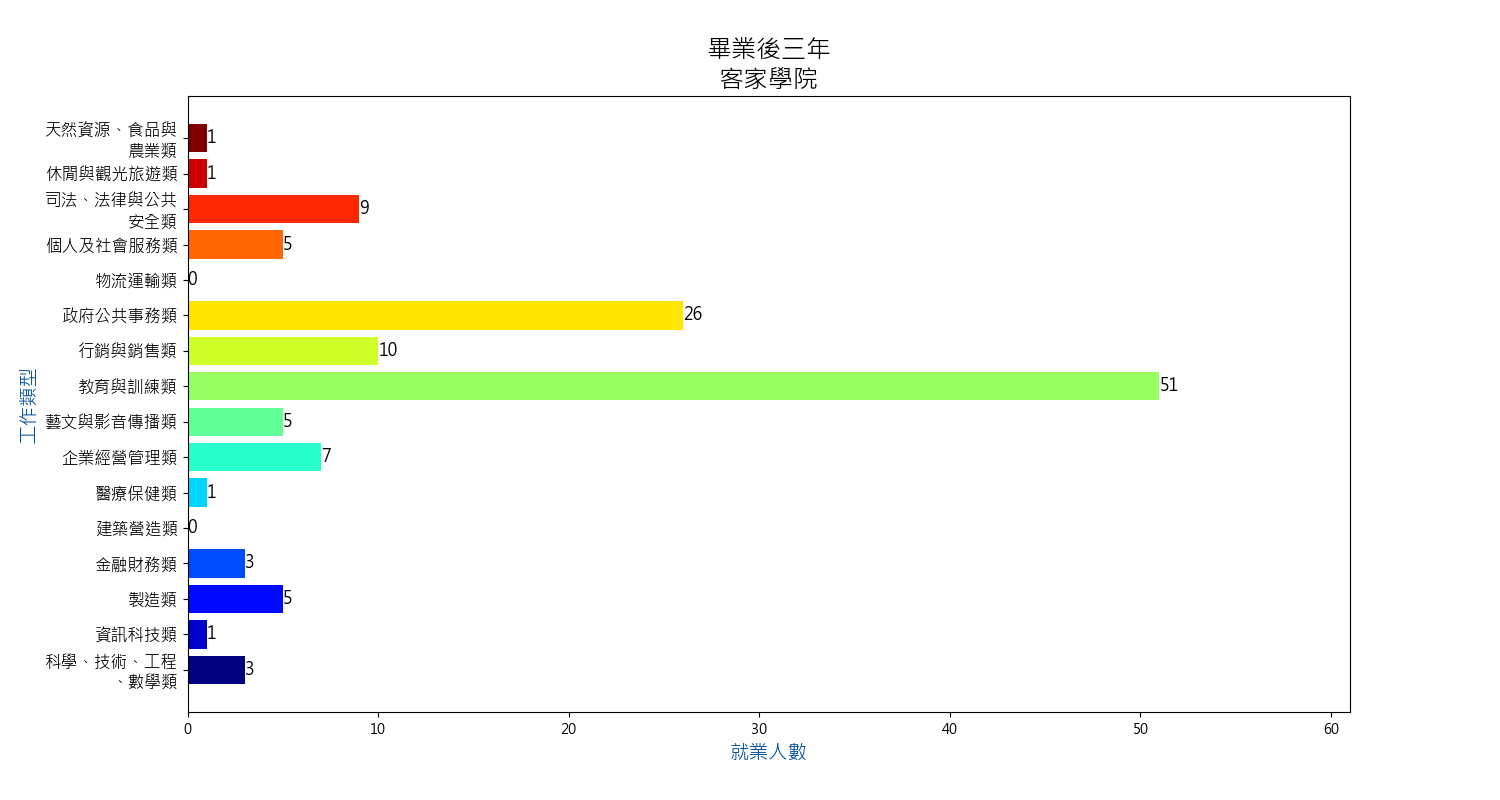 畢業後三年
客家學院
天然資源、食品與
農業類
1
休閒與觀光旅遊類
1
司法、法律與公共
安全類
9
個人及社會服務類
5
物流運輸類
0
政府公共事務類
26
行銷與銷售類
10
教育與訓練類
51
藝文與影音傳播類
5
企業經營管理類
7
醫療保健類
1
建築營造類
0
金融財務類
3
製造類
5
資訊科技類
1
科學、技術、工程
、數學類
3
工作類型
0 10 20 30 40 50 60
就業人數